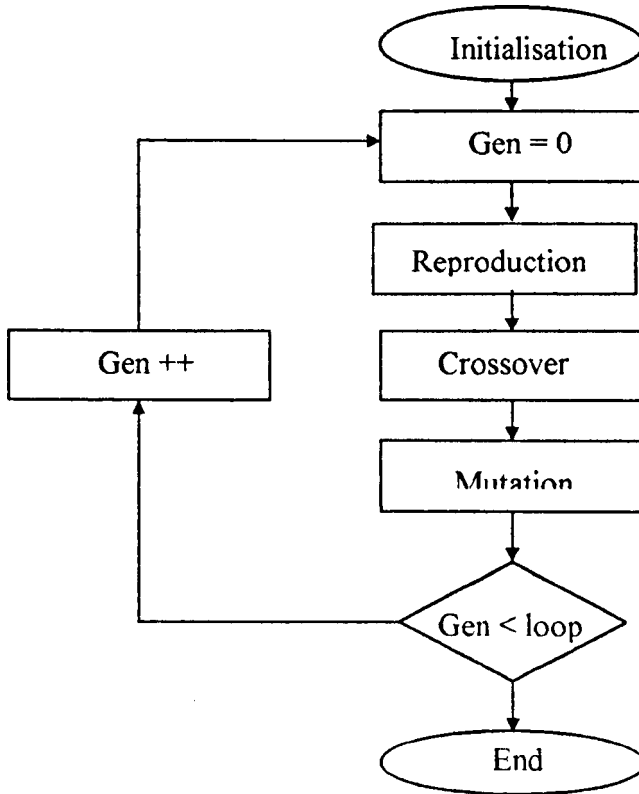 Initialisation
Gen = 0
Reproduction
Gen ++
Crossover
Mutation
Gen < loop
End